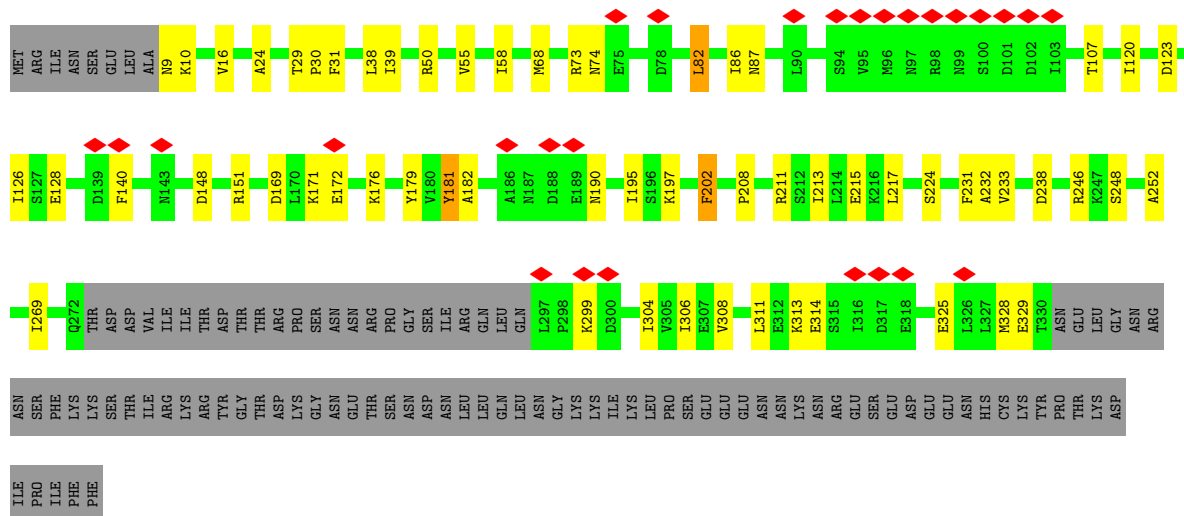 MET ARG ILE ASN SER GLU LEU ALA N9 K10 V16 A24 T29 P30 F31 L38 I39 R50 V55 I58 M68 R73 N74 E75 D78 L82 I86 N87 L90 S94 V95 M96 N97 R98 N99 S100 D101 D102 I103 T107 I120 D123
I126 S127 E128 D139 F140 N143 D148 R151 D169 L170 K171 E172 K176 Y179 V180 Y181 A182 A186 N187 D188 E189 N190 I195 S196 K197 F202 P208 R211 S212 I213 L214 E215 K216 L217 S224 F231 A232 V233 D238 R246 K247 S248 A252
I269 Q272 THR ASP ASP VAL ILE ILE THR ASP THR THR ARG PRO SER ASN ASN ARG PRO GLY SER ILE ARG GLN LEU GLN L297 P298 K299 D300 I304 V305 I306 E307 V308 L311 E312 K313 E314 S315 I316 D317 E318 E325 L326 L327 M328 E329 T330 ASN GLU LEU GLY ASN ARG
ASN SER PHE LYS LYS SER THR ILE ARG LYS ARG TYR GLY THR ASP LYS GLY ASN GLU THR SER ASN ASP ASN LEU LEU GLN LEU ASN GLY LYS LYS ILE LYS LEU PRO SER GLU GLU GLU ASN ASN LYS ASN ARG GLU SER GLU ASP GLU GLU ASN HIS CYS LYS TYR PRO THR LYS ASP
ILE PRO ILE PHE PHE